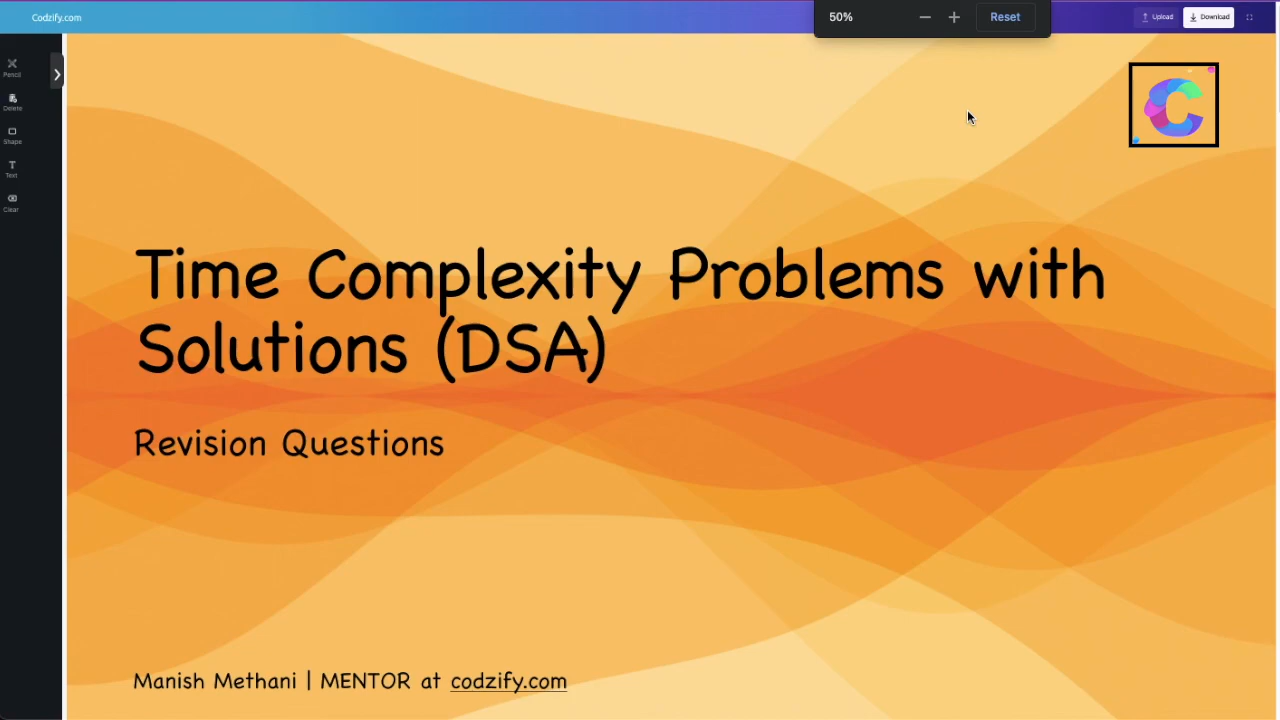 Codzify.com
50%
Reset
Upload
Download
Pencil
Delete
Shape
Text
Clear
Time Complexity Problems with
Solutions (DSA)
Revision Questions
Manish Methani | MENTOR at codzify.com